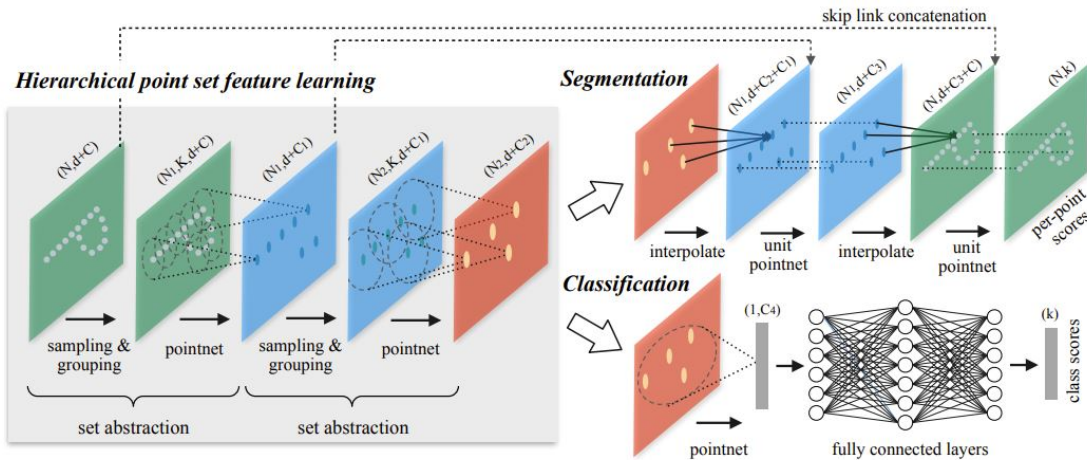 skip link concatenation
Hierarchical point set feature learning
(N,d+C)
(N1,K,d+C)
(N1,d+C1)
(N2,K,d+C1)
(N2,d+C2)
sampling &
grouping
pointnet
sampling &
grouping
pointnet
set abstraction
set abstraction
Segmentation
(N1,d+C2+C1)
(N1,d+C3)
(N,d+C3+C)
(N,k)
interpolate
unit
pointnet
interpolate
unit
pointnet
per-point
scores
Classification
(1,C4)
(k)
pointnet
fully connected layers
class scores